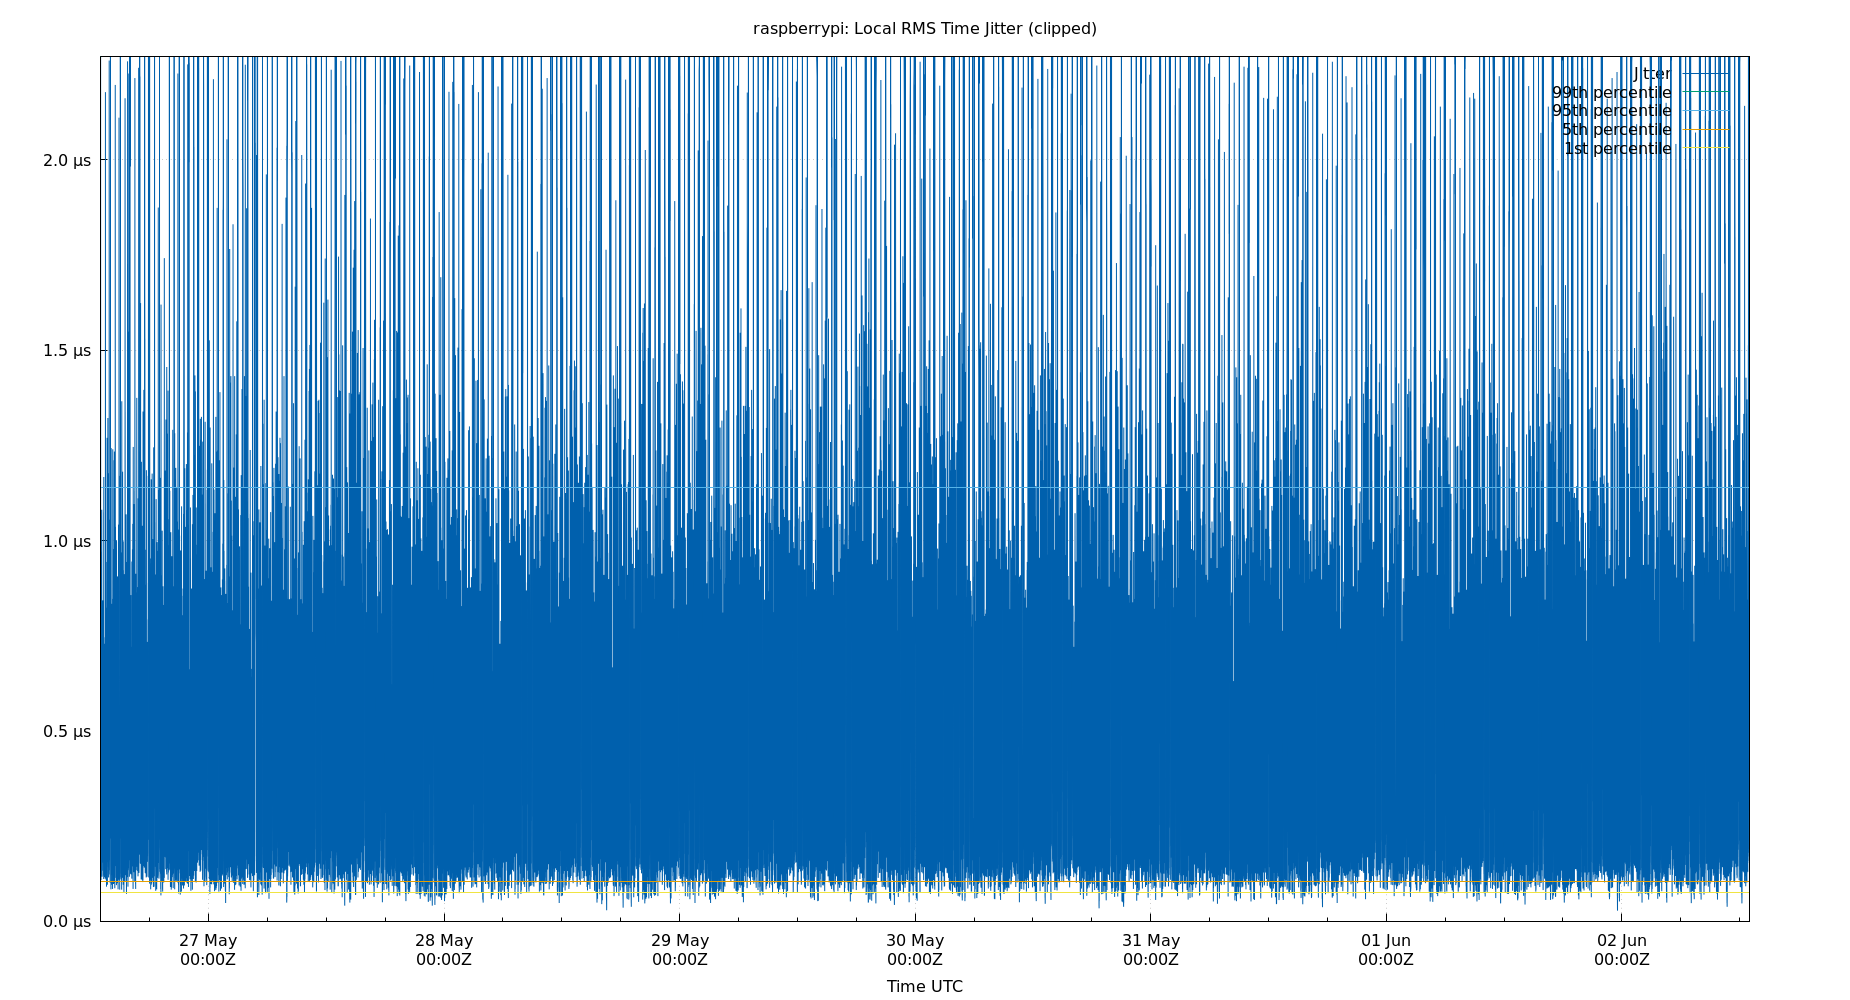 raspberrypi: Local RMS Time Jitter (clipped)
Jitter
99th percentile
95th percentile
5th percentile
1st percentile
2.0 µs
1.5 µs
1.0 µs
0.5 µs
0.0 µs
27 May 28 May 29 May 30 May 31 May 01 Jun 02 Jun
00:00Z 00:00Z 00:00Z 00:00Z 00:00Z 00:00Z 00:00Z
Time UTC